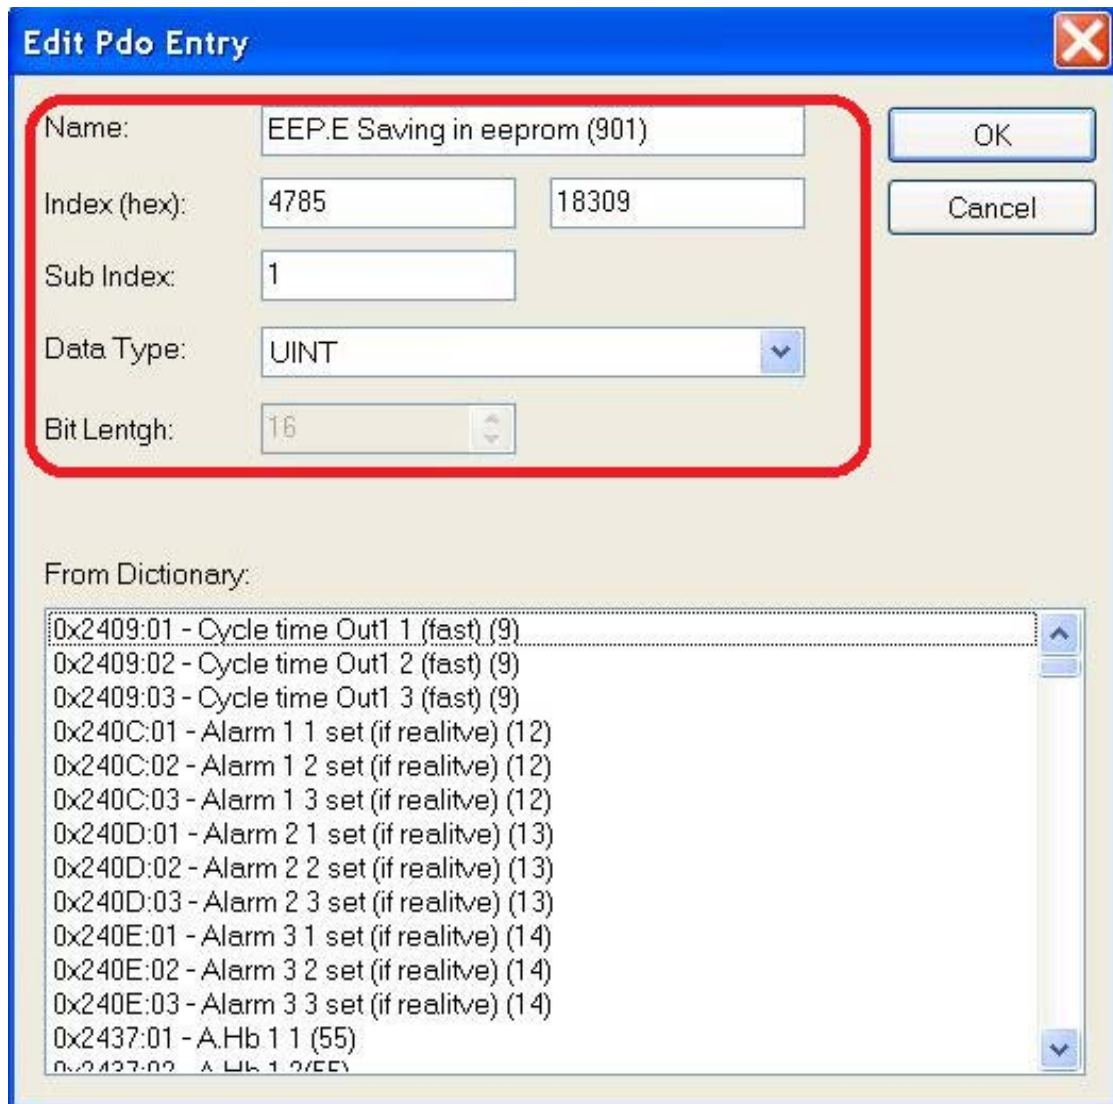 Edit Pdo Entry
Name: EEP.E Saving in eeprom (901) OK
Index (hex): 4785 18309 Cancel
Sub Index: 1
Data Type: UINT
Bit Lentgh: 16
From Dictionary:
0x2409:01 - Cycle time Out1 1 (fast) (9)
0x2409:02 - Cycle time Out1 2 (fast) (9)
0x2409:03 - Cycle time Out1 3 (fast) (9)
0x240C:01 - Alarm 1 1 set (if realitve) (12)
0x240C:02 - Alarm 1 2 set (if realitve) (12)
0x240C:03 - Alarm 1 3 set (if realitve) (12)
0x240D:01 - Alarm 2 1 set (if realitve) (13)
0x240D:02 - Alarm 2 2 set (if realitve) (13)
0x240D:03 - Alarm 2 3 set (if realitve) (13)
0x240E:01 - Alarm 3 1 set (if realitve) (14)
0x240E:02 - Alarm 3 2 set (if realitve) (14)
0x240E:03 - Alarm 3 3 set (if realitve) (14)
0x2437:01 - A.Hb 1 1 (55)
0x2437:02 - A.Hb 1 2(55)